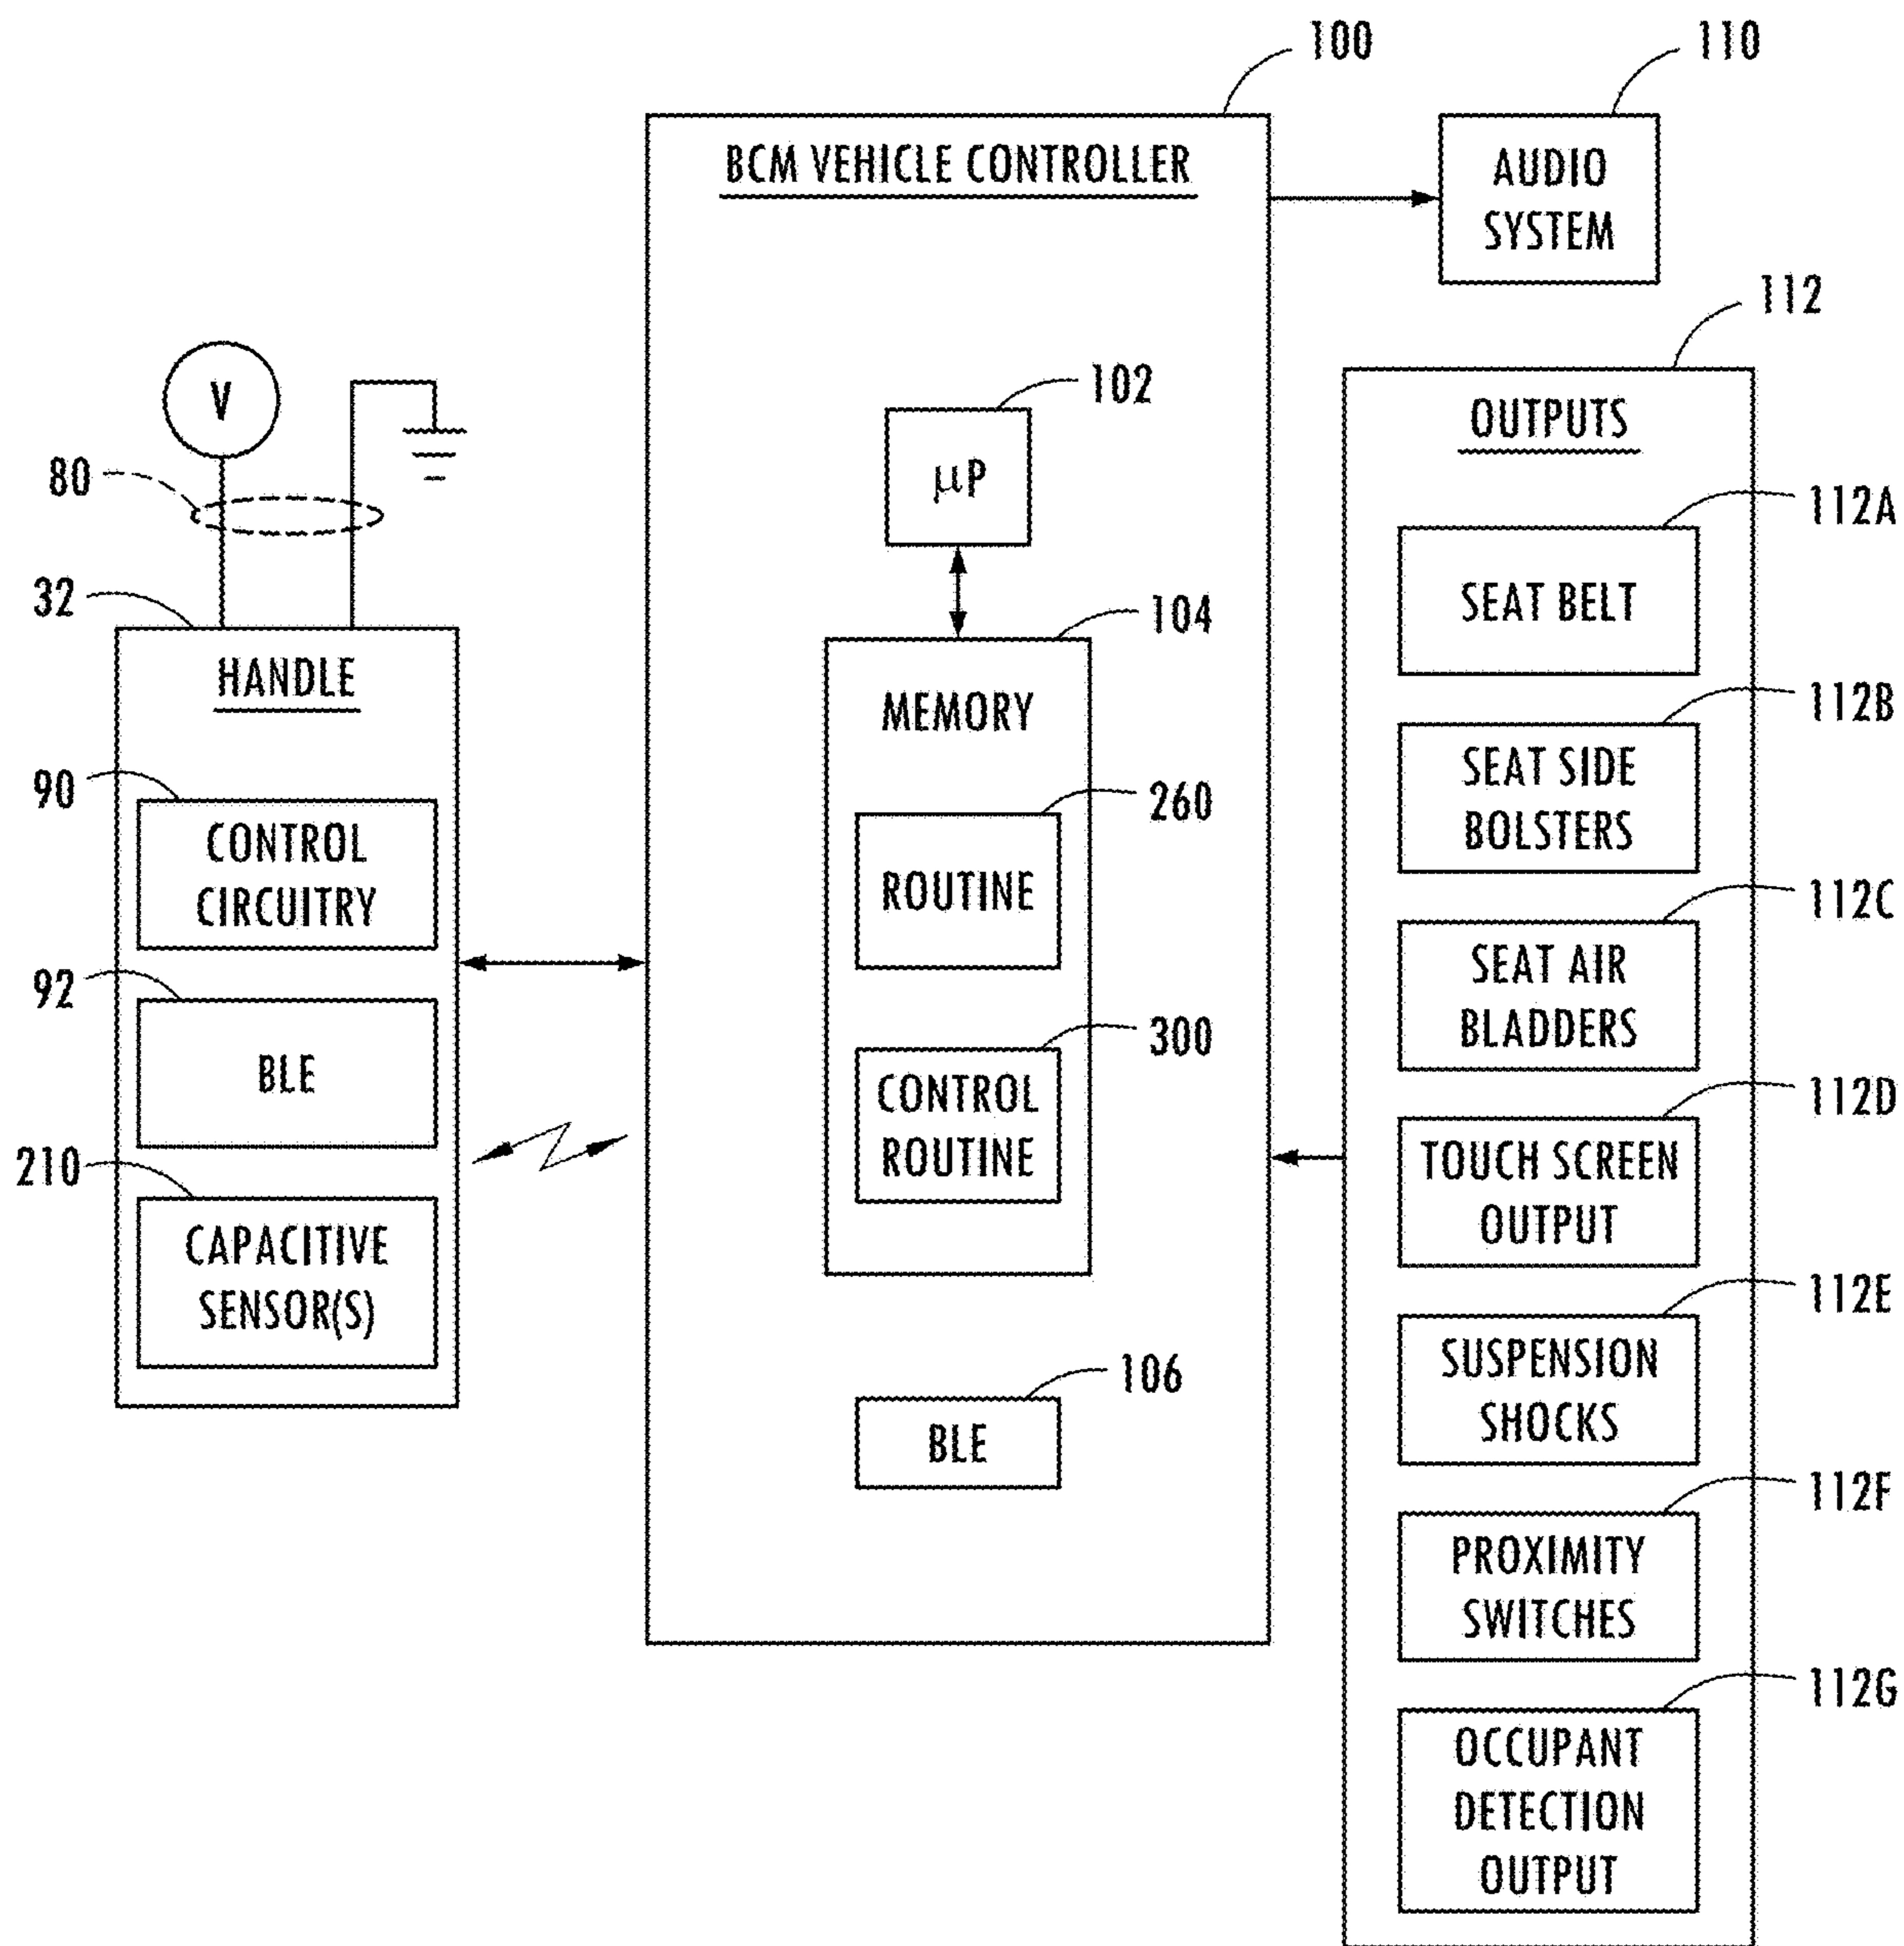 100
110
BCM VEHICLE CONTROLLER
AUDIO
SYSTEM
112
V
102
OUTPUTS
80
μP
112A
32
104
SEAT BELT
HANDLE
MEMORY
112B
90
260
SEAT SIDE
BOLSTERS
CONTROL
CIRCUITRY
ROUTINE
112C
92
300
SEAT AIR
BLADDERS
BLE
CONTROL
ROUTINE
112D
210
TOUCH SCREEN
OUTPUT
CAPACITIVE
SENSOR(S)
112E
106
SUSPENSION
SHOCKS
BLE
112F
PROXIMITY
SWITCHES
112G
OCCUPANT
DETECTION
OUTPUT